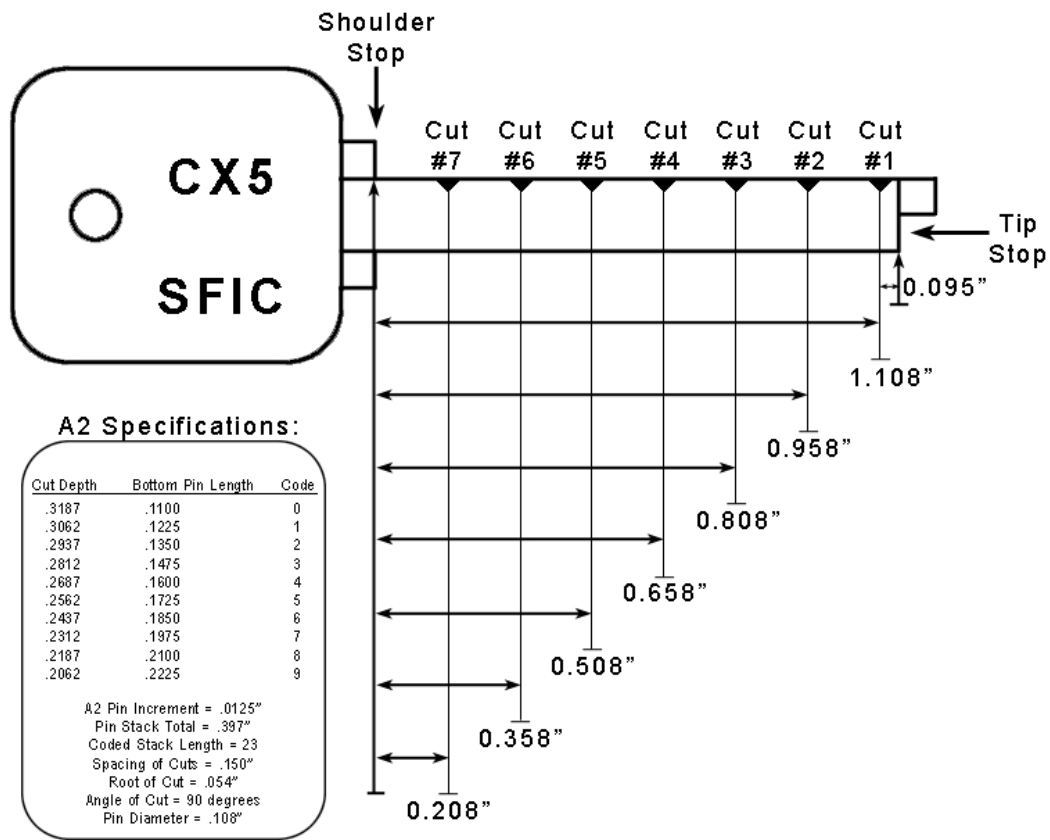 Shoulder
Stop
Cut Cut Cut Cut Cut Cut Cut
#7 #6 #5 #4 #3 #2 #1
CX5
SFIC
Tip
Stop
0.095”
1.108”
0.958”
0.808”
0.658”
0.508”
0.358”
0.208”
A2 Specifications:
Cut Depth Bottom Pin Length Code
.3187 .1100 0
.3062 .1225 1
.2937 .1350 2
.2812 .1475 3
.2687 .1600 4
.2562 .1725 5
.2437 .1850 6
.2312 .1975 7
.2187 .2100 8
.2062 .2225 9
A2 Pin Increment = .0125”
Pin Stack Total = .397”
Coded Stack Length = 23
Spacing of Cuts = .150”
Root of Cut = .054”
Angle of Cut = 90 degrees
Pin Diameter = .108”